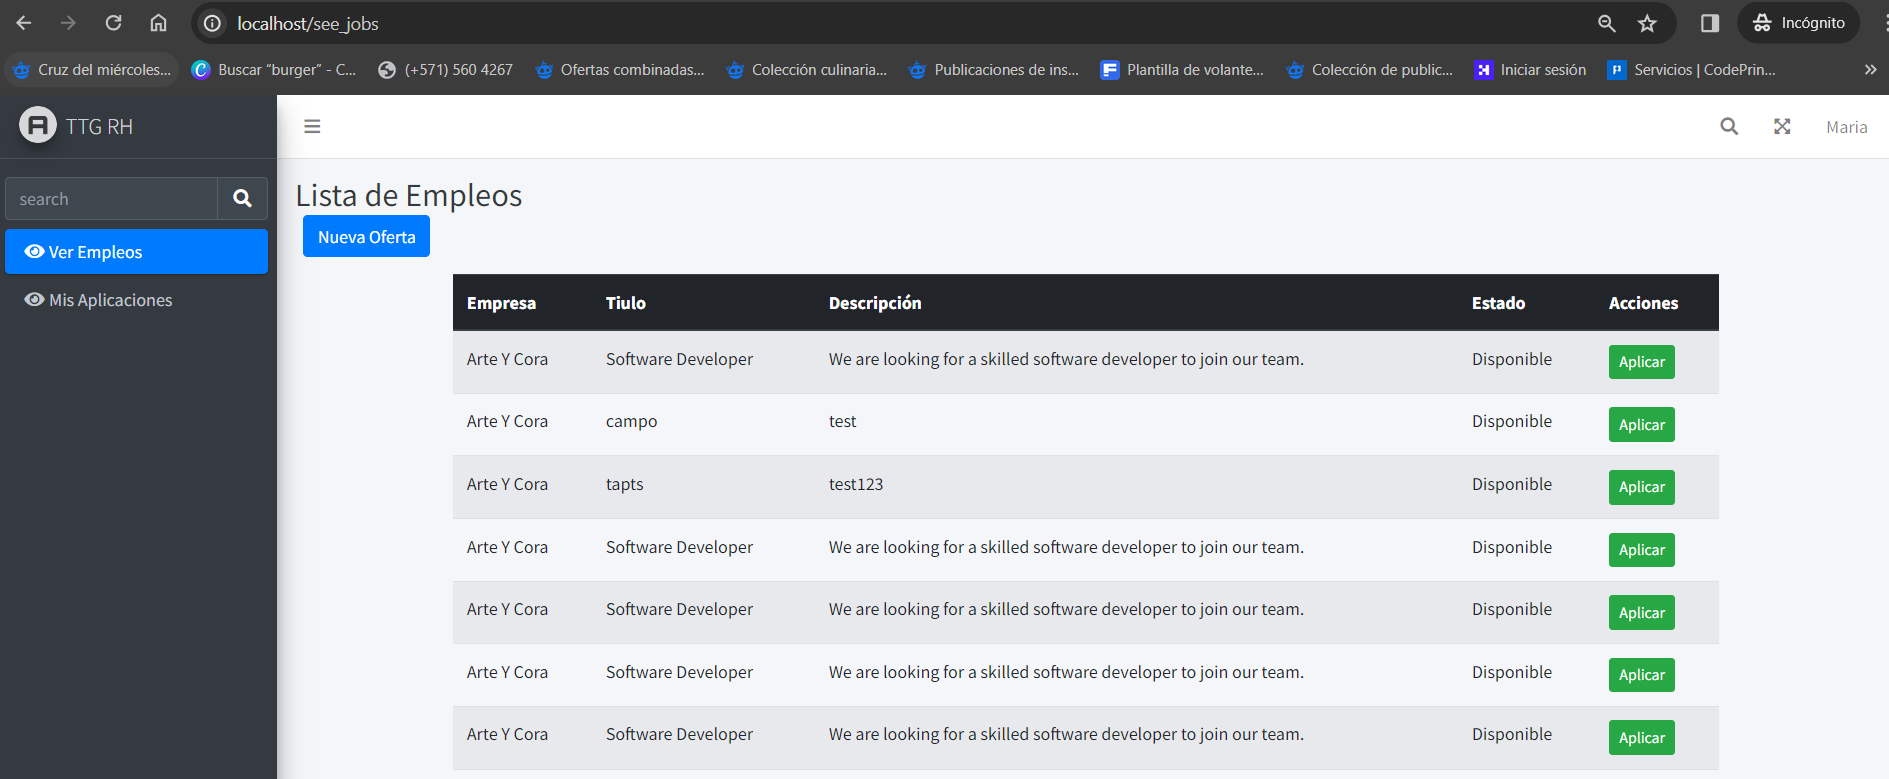 localhost/see_jobs
Incógnito
Cruz del miércoles...
Buscar “burger” - C...
(+571) 560 4267
Ofertas combinadas...
Colección culinaria...
Publicaciones de ins...
Plantilla de volante...
Colección de public...
Iniciar sesión
Servicios | CodePrin...
TTG RH
Maria
search
Ver Empleos
Mis Aplicaciones
Lista de Empleos
Nueva Oferta
Empresa Tiulo Descripción Estado Acciones
Arte Y Cora Software Developer We are looking for a skilled software developer to join our team. Disponible Aplicar
Arte Y Cora campo test Disponible Aplicar
Arte Y Cora tapts test123 Disponible Aplicar
Arte Y Cora Software Developer We are looking for a skilled software developer to join our team. Disponible Aplicar
Arte Y Cora Software Developer We are looking for a skilled software developer to join our team. Disponible Aplicar
Arte Y Cora Software Developer We are looking for a skilled software developer to join our team. Disponible Aplicar
Arte Y Cora Software Developer We are looking for a skilled software developer to join our team. Disponible Aplicar